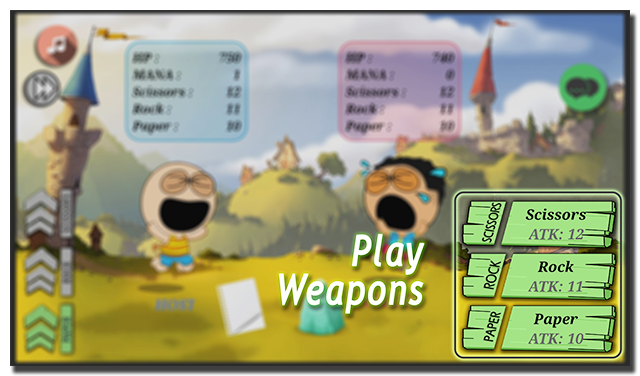 HP : 750
MANA : 1
Scissors : 12
Rock : 11
Paper : 10
HP : 740
MANA : 0
Scissors : 12
Rock : 11
Paper : 10
SCISSORS
Scissors
ATK: 12
ROCK
Rock
ATK: 11
PAPER
Paper
ATK: 10
Play
Weapons
HOST